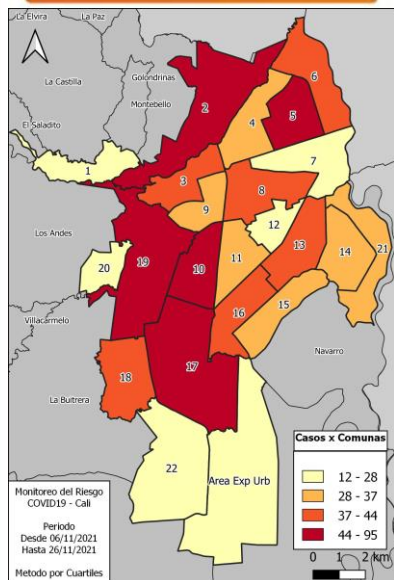 La Elvira
La Paz
La Castilla
Golondrinas
Montebello
El Saladito
Los Andes
Villacarmelo
La Buitrera
Navarro
6
2
4
5
1
7
3
8
9
12
20
19
10
11
13
14
21
16
15
17
18
22
Area Exp Urb
Casos x Comunas
12 - 28
28 - 37
37 - 44
44 - 95
0 1 2 km
Monitoreo del Riesgo
COVID19 - Cali
Periodo
Desde 06/11/2021
Hasta 26/11/2021
Metodo por Cuartiles